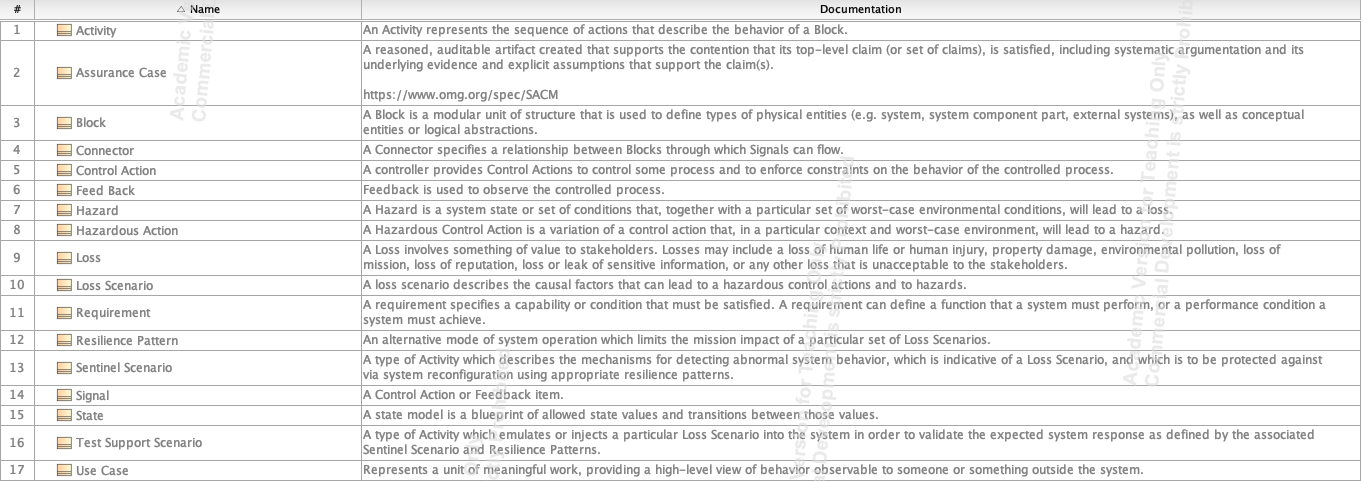 # Name Documentation
1 Activity An Activity represents the sequence of actions that describe the behavior of a Block.
2 Assurance Case A reasoned, auditable artifact created that supports the contention that its top-level claim (or set of claims), is satisfied, including systematic argumentation and its
underlying evidence and explicit assumptions that support the claim(s).
https://www.omg.org/spec/SACM
3 Block A Block is a modular unit of structure that is used to define types of physical entities (e.g. system, system component part, external systems), as well as conceptual
entities or logical abstractions.
4 Connector A Connector specifies a relationship between Blocks through which Signals can flow.
5 Control Action A controller provides Control Actions to control some process and to enforce constraints on the behavior of the controlled process.
6 Feed Back Feedback is used to observe the controlled process.
7 Hazard A Hazard is a system state or set of conditions that, together with a particular set of worst-case environmental conditions, will lead to a loss.
8 Hazardous Action A Hazardous Control Action is a variation of a control action that, in a particular context and worst-case environment, will lead to a hazard.
9 Loss A Loss involves something of value to stakeholders. Losses may include a loss of human life or human injury, property damage, environmental pollution, loss of
mission, loss of reputation, loss or leak of sensitive information, or any other loss that is unacceptable to the stakeholders.
10 Loss Scenario A loss scenario describes the causal factors that can lead to a hazardous control actions and to hazards.
11 Requirement A requirement specifies a capability or condition that must be satisfied. A requirement can define a function that a system must perform, or a performance condition a
system must achieve.
12 Resilience Pattern An alternative mode of system operation which limits the mission impact of a particular set of Loss Scenarios.
13 Sentinel Scenario A type of Activity which describes the mechanisms for detecting abnormal system behavior, which is indicative of a Loss Scenario, and which is to be protected against
via system reconfiguration using appropriate resilience patterns.
14 Signal A Control Action or Feedback item.
15 State A state model is a blueprint of allowed state values and transitions between those values.
16 Test Support Scenario A type of Activity which emulates or injects a particular Loss Scenario into the system in order to validate the expected system response as defined by the associated
Sentinel Scenario and Resilience Patterns.
17 Use Case Represents a unit of meaningful work, providing a high-level view of behavior observable to someone or something outside the system.
Academic
Commercial
Version for Teaching
Development is strictly prohibited
Academic Version for Teaching Only
Commercial Development is strictly